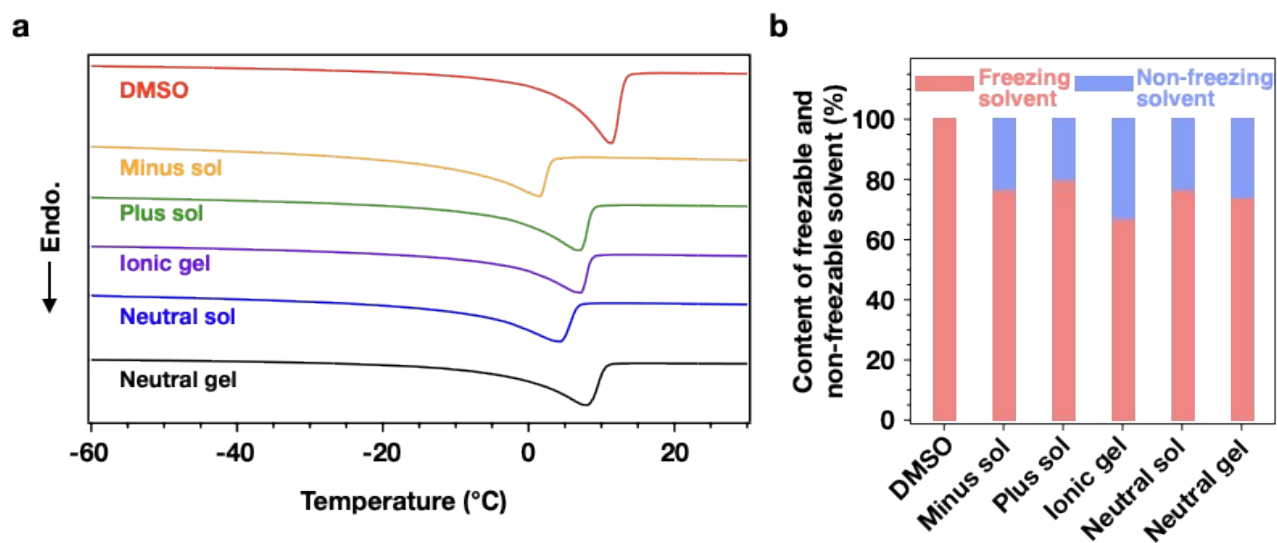 a
DMSO
Minus sol
Plus sol
Ionic gel
Neutral sol
Neutral gel
Endo.
-60
-40
-20
0
20
Temperature (°C)
b
Freezing
solvent
Non-freezing
solvent
Content of freezable and
non-freezable solvent (%)
100
80
60
40
20
0
DMSO
Minus sol
Plus sol
Ionic gel
Neutral sol
Neutral gel